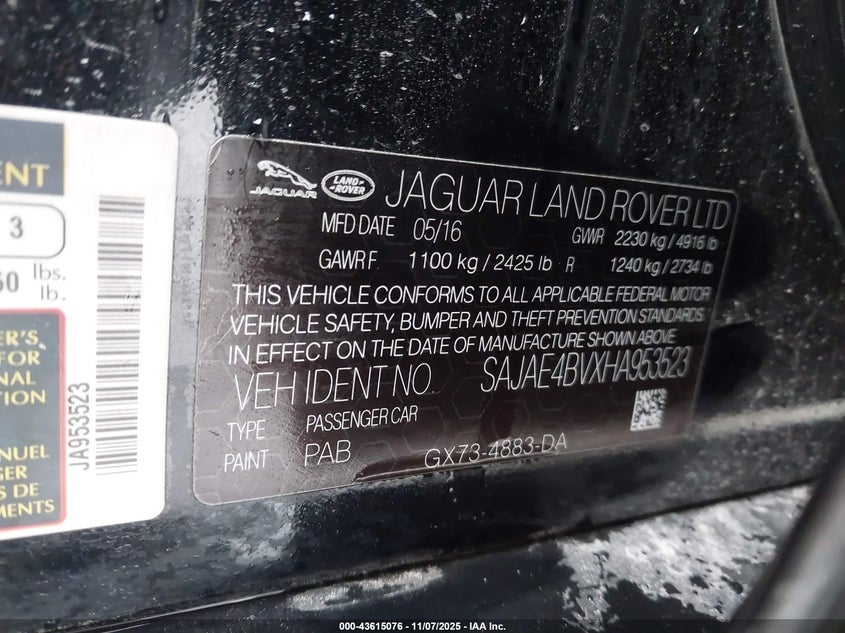 ENT
3
60 lbs.
lb.
ER'S
FOR
NAL
TION
NUEL
GER
S DE
MENTS
JA953523
JAGUAR
LAND ROVER
JAGUAR LAND ROVER LTD
MFD DATE 05/16 GVWR 2230 kg / 4916 lb
GAWR F 1100 kg / 2425 lb R 1240 kg / 2734 lb
THIS VEHICLE CONFORMS TO ALL APPLICABLE FEDERAL MOTOR
VEHICLE SAFETY, BUMPER AND THEFT PREVENTION STANDARDS
IN EFFECT ON THE DATE OF MANUFACTURE SHOWN ABOVE
VEH IDENT NO. SAJAE4BVXHA953523
TYPE PASSENGER CAR
PAINT PAB GX73-4883-DA
000-43615076 - 11/07/2025 - IAA Inc.